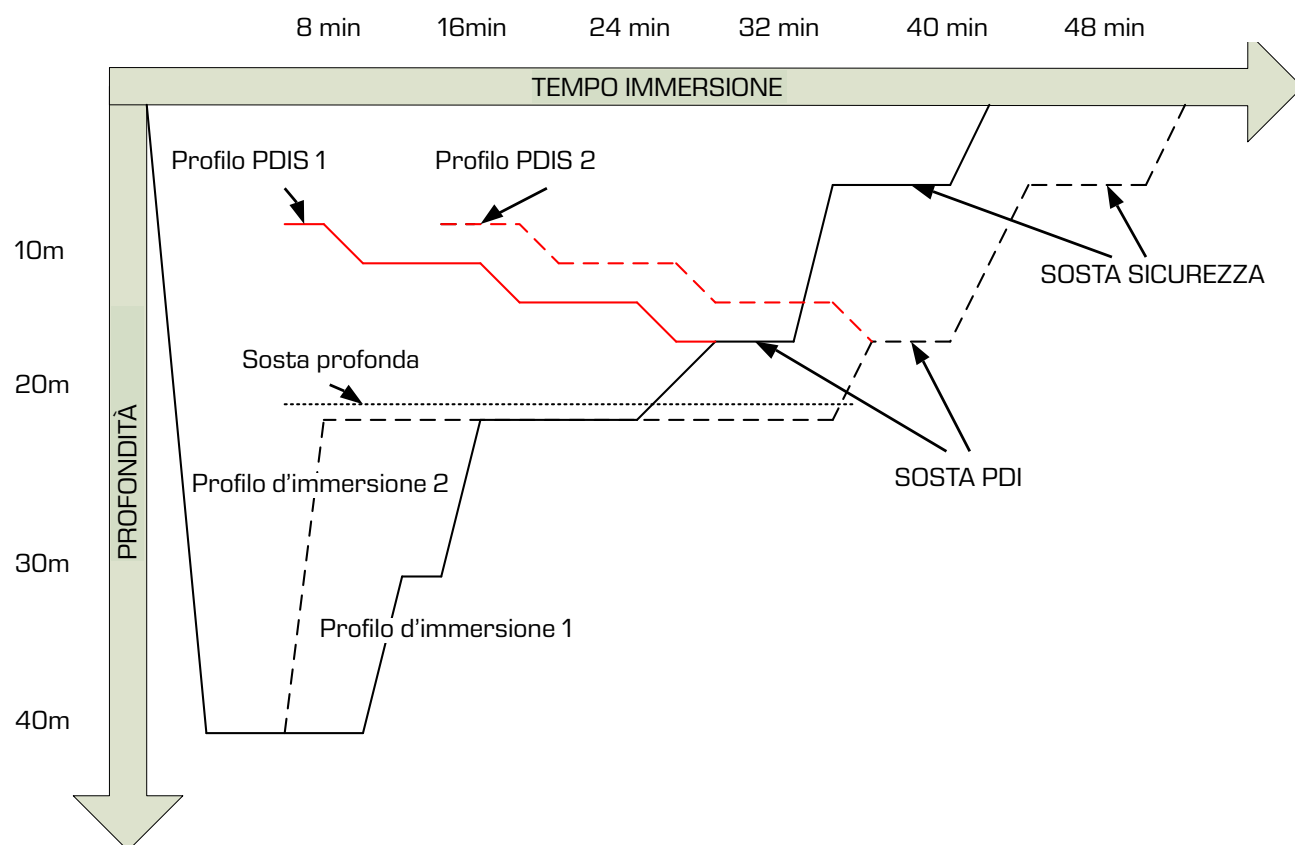 8 min 16min 24 min 32 min 40 min 48 min
TEMPO IMMERSIONE
Profilo PDIS 1
Profilo PDIS 2
10m
SOSTA SICUREZZA
Sosta profonda
20m
PROFONDITÀ
SOSTA PDI
Profilo d'immersione 2
30m
Profilo d'immersione 1
40m